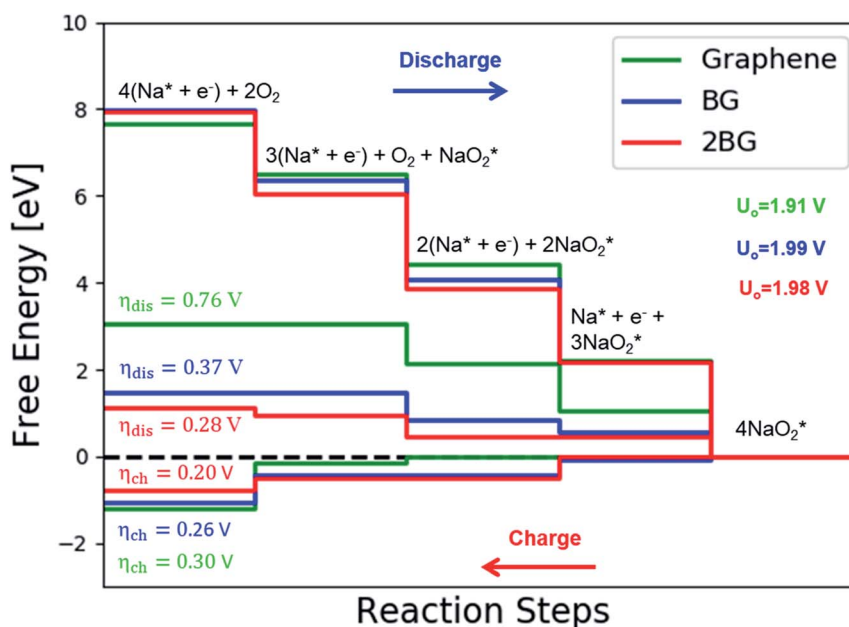 10
8
6
4
2
0
−2
Free Energy [eV]
Reaction Steps
Discharge
Graphene
BG
2BG
4(Na* + e-) + 2O₂
3(Na* + e-) + O₂ + NaO₂*
2(Na* + e-) + 2NaO₂*
Na* + e- +
3NaO₂*
4NaO₂*
Uₒ=1.91 V
Uₒ=1.99 V
Uₒ=1.98 V
η_dis = 0.76 V
η_dis = 0.37 V
η_dis = 0.28 V
η_ch = 0.20 V
η_ch = 0.26 V
η_ch = 0.30 V
Charge